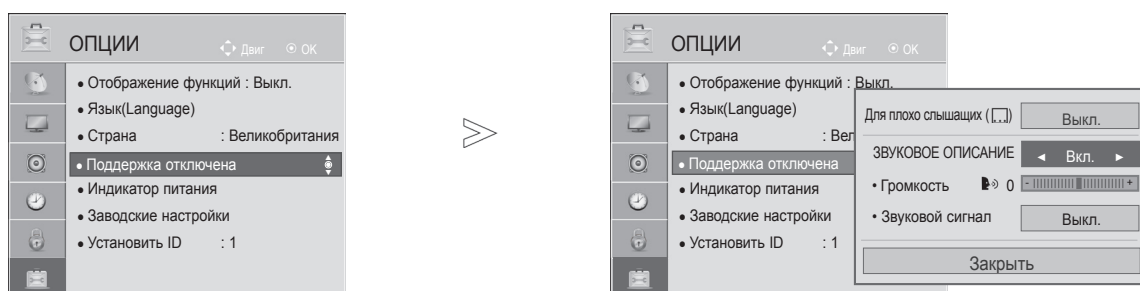 ОПЦИИ
Двиг OK
• Отображение функций : Выкл.
• Язык(Language)
• Страна : Великобритания
• Поддержка отключена
• Индикатор питания
• Заводские настройки
• Установить ID : 1
ОПЦИИ
Двиг OK
• Отображение функций : Выкл.
• Язык(Language)
• Страна : Вел
• Поддержка отключена
• Индикатор питания
• Заводские настройки
• Установить ID : 1
Для плохо слышащих ( ) Выкл.
ЗВУКОВОЕ ОПИСАНИЕ ◄ Вкл. ►
• Громкость 0 - +
• Звуковой сигнал Выкл.
Закрыть